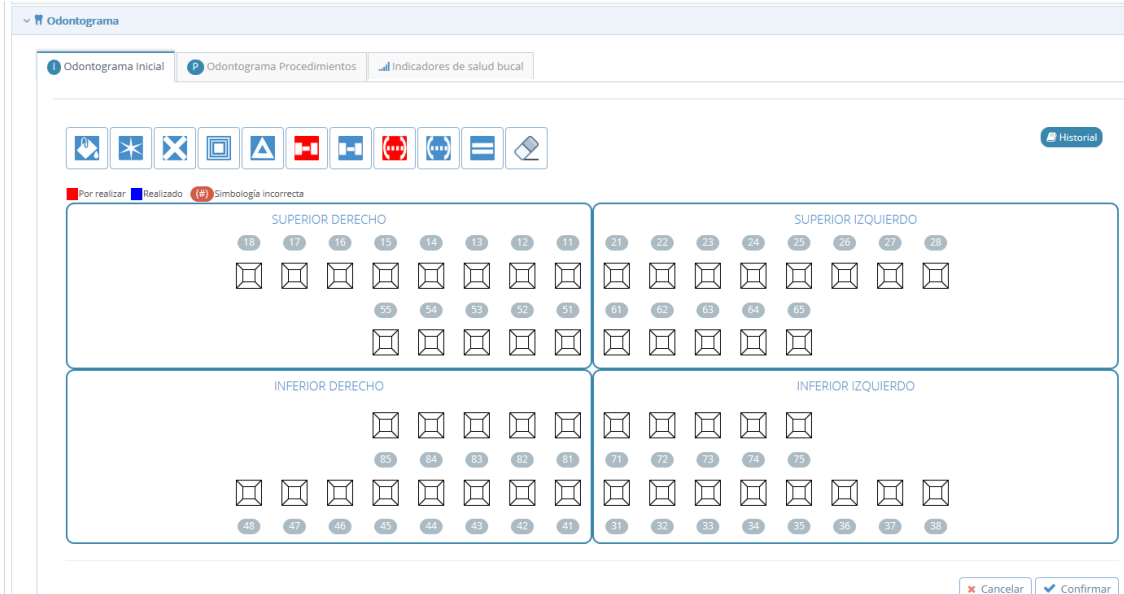 Odontograma
I Odontograma Inicial P Odontograma Procedimientos Indicadores de salud bucal
Historial
Por realizar Realizado (#) Simbología incorrecta
SUPERIOR DERECHO SUPERIOR IZQUIERDO
18 17 16 15 14 13 12 11 21 22 23 24 25 26 27 28
55 54 53 52 51 61 62 63 64 65
INFERIOR DERECHO INFERIOR IZQUIERDO
85 84 83 82 81 71 72 73 74 75
48 47 46 45 44 43 42 41 31 32 33 34 35 36 37 38
Cancelar Confirmar